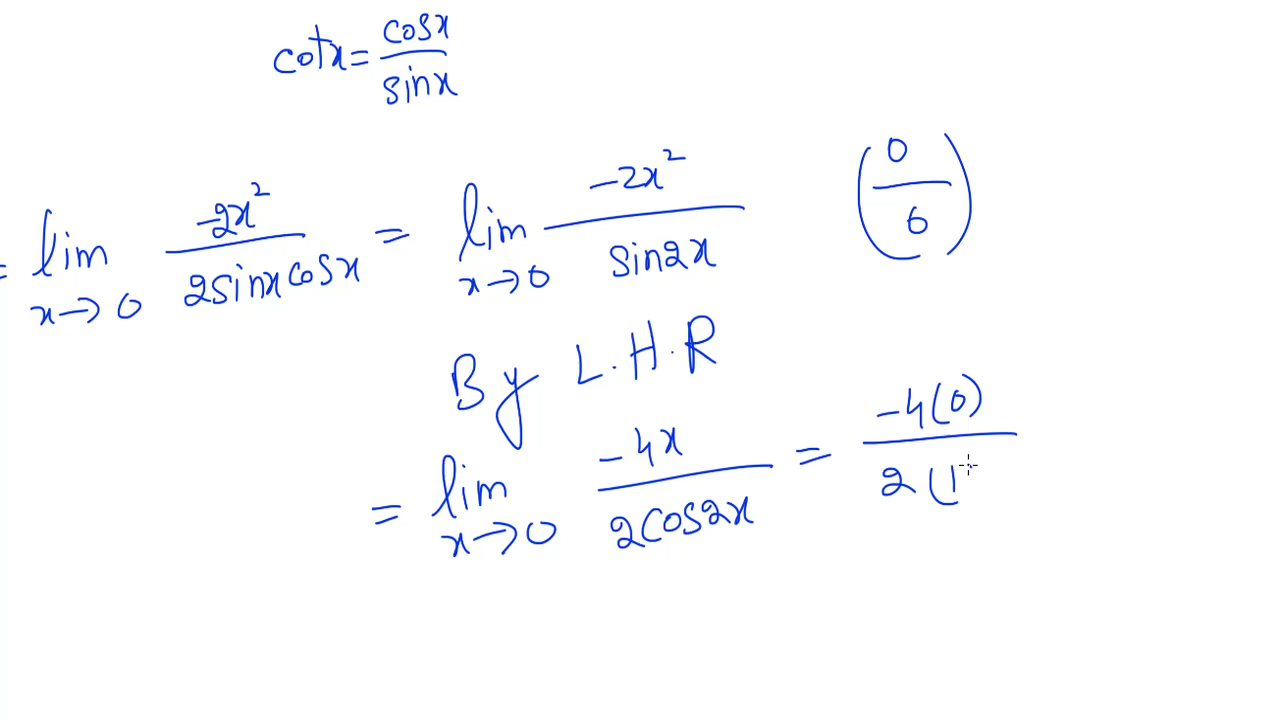 cotx = cosx / sinx
= lim x→0 -2x² / 2sinxcosx = lim x→0 -2x² / sin2x (0/6)
By L.H.R
= lim x→0 -4x / 2cos2x = -4(0) / 2(1